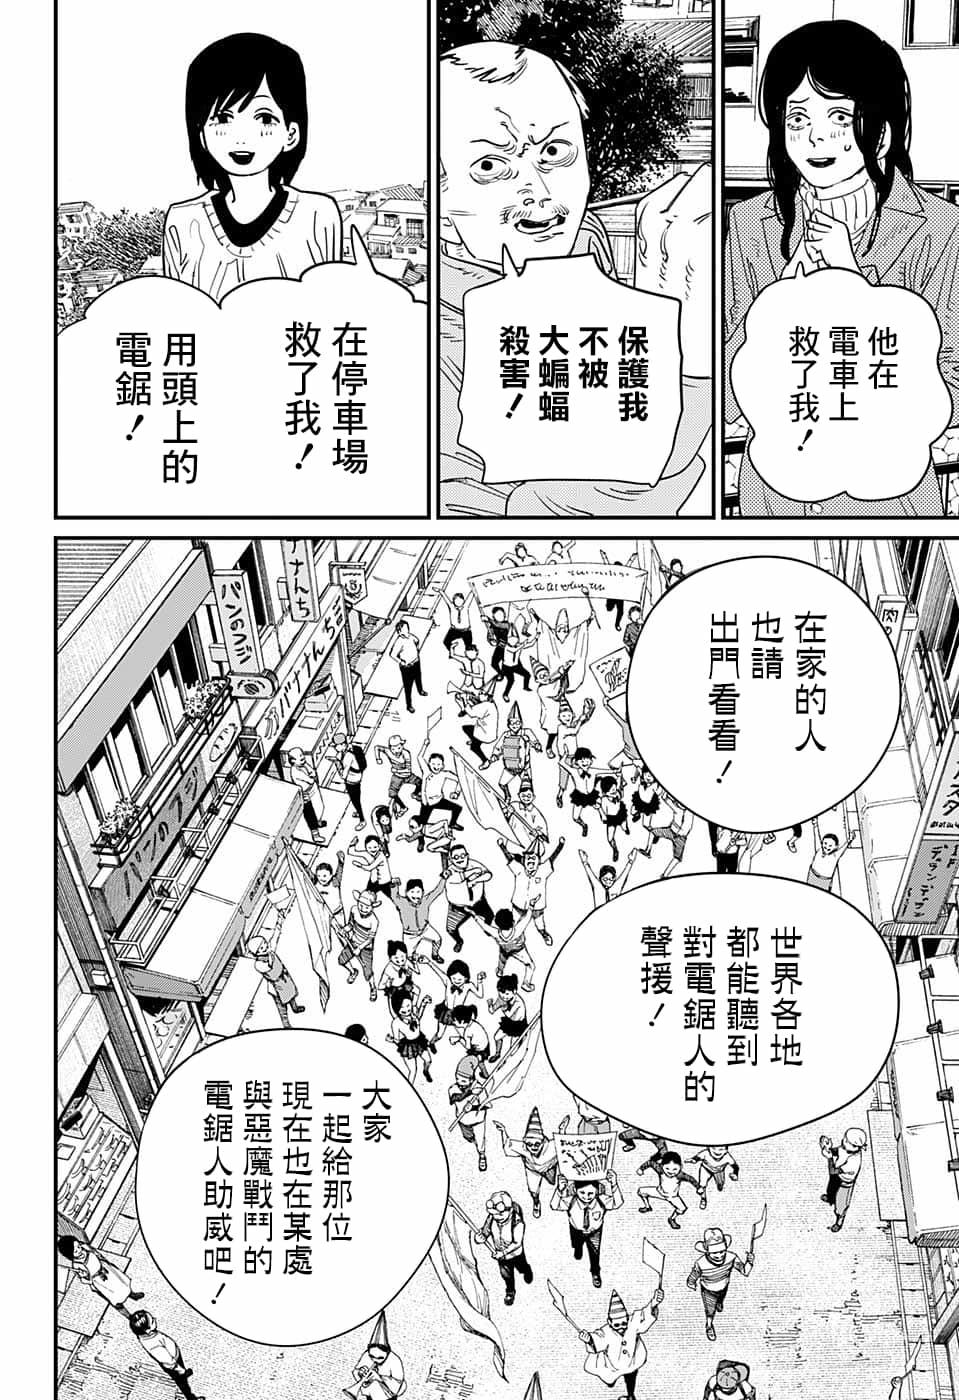 他在
電車上
救了我！
保護我
不被
大蝙蝠
殺害！
在停車場
救了我！
用頭上的
電鋸！
在家的人
也請
出門看看！
世界各地
都能聽到
對電鋸人的
聲援！
大家
一起給那位
現在也在某處
與惡魔戰鬥的
電鋸人助威吧！
パンのフジ
パンのフジ